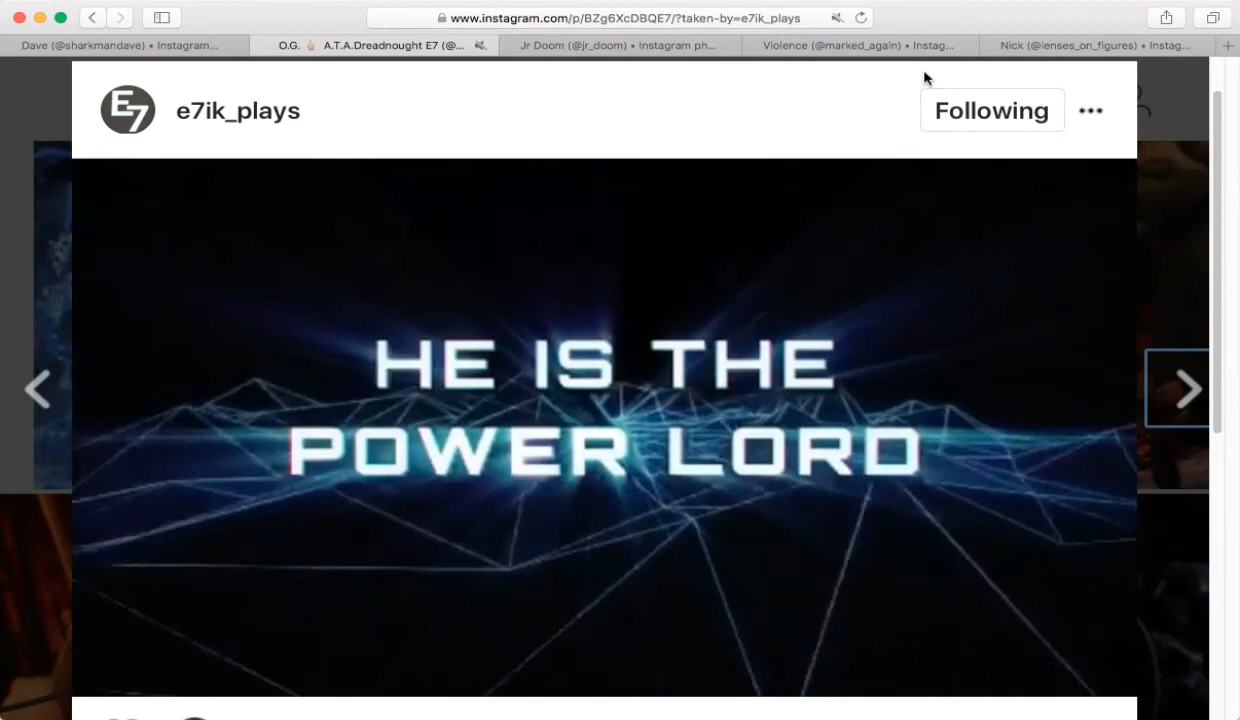 www.instagram.com/p/BZg6XcDBQE7/?taken-by=e7ik_plays
Dave (@sharkmandave) • Instagram...
O.G. ☝🏼 A.T.A.Dreadnought E7 (@...
Jr Doom (@jr_doom) • Instagram ph...
Violence (@marked_again) • Instag...
Nick (@lenses_on_figures) • Instag...
E7
e7ik_plays
Following
HE IS THE
POWER LORD